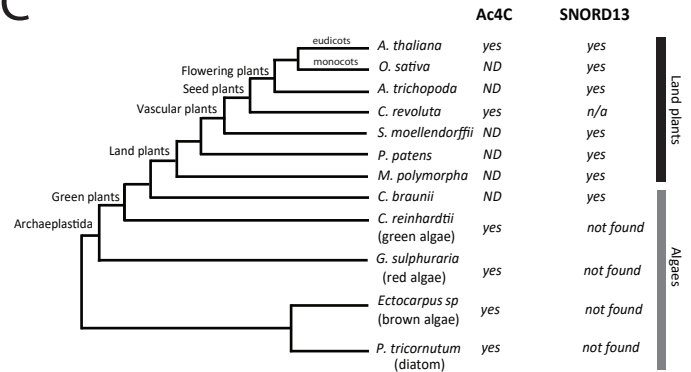 C
Ac4C SNORD13
eudicots A. thaliana yes yes
monocots O. sativa ND yes
Flowering plants
A. trichopoda ND yes
Seed plants
C. revoluta yes n/a
Vascular plants
S. moellendorffii ND yes
Land plants
P. patens ND yes
M. polymorpha ND yes
Green plants
C. braunii ND yes
Archaeplastida
C. reinhardtii
(green algae) yes not found
G. sulphuraria
(red algae) yes not found
Ectocarpus sp
(brown algae) yes not found
P. tricornutum yes not found
(diatom)
Land plants
Algaes